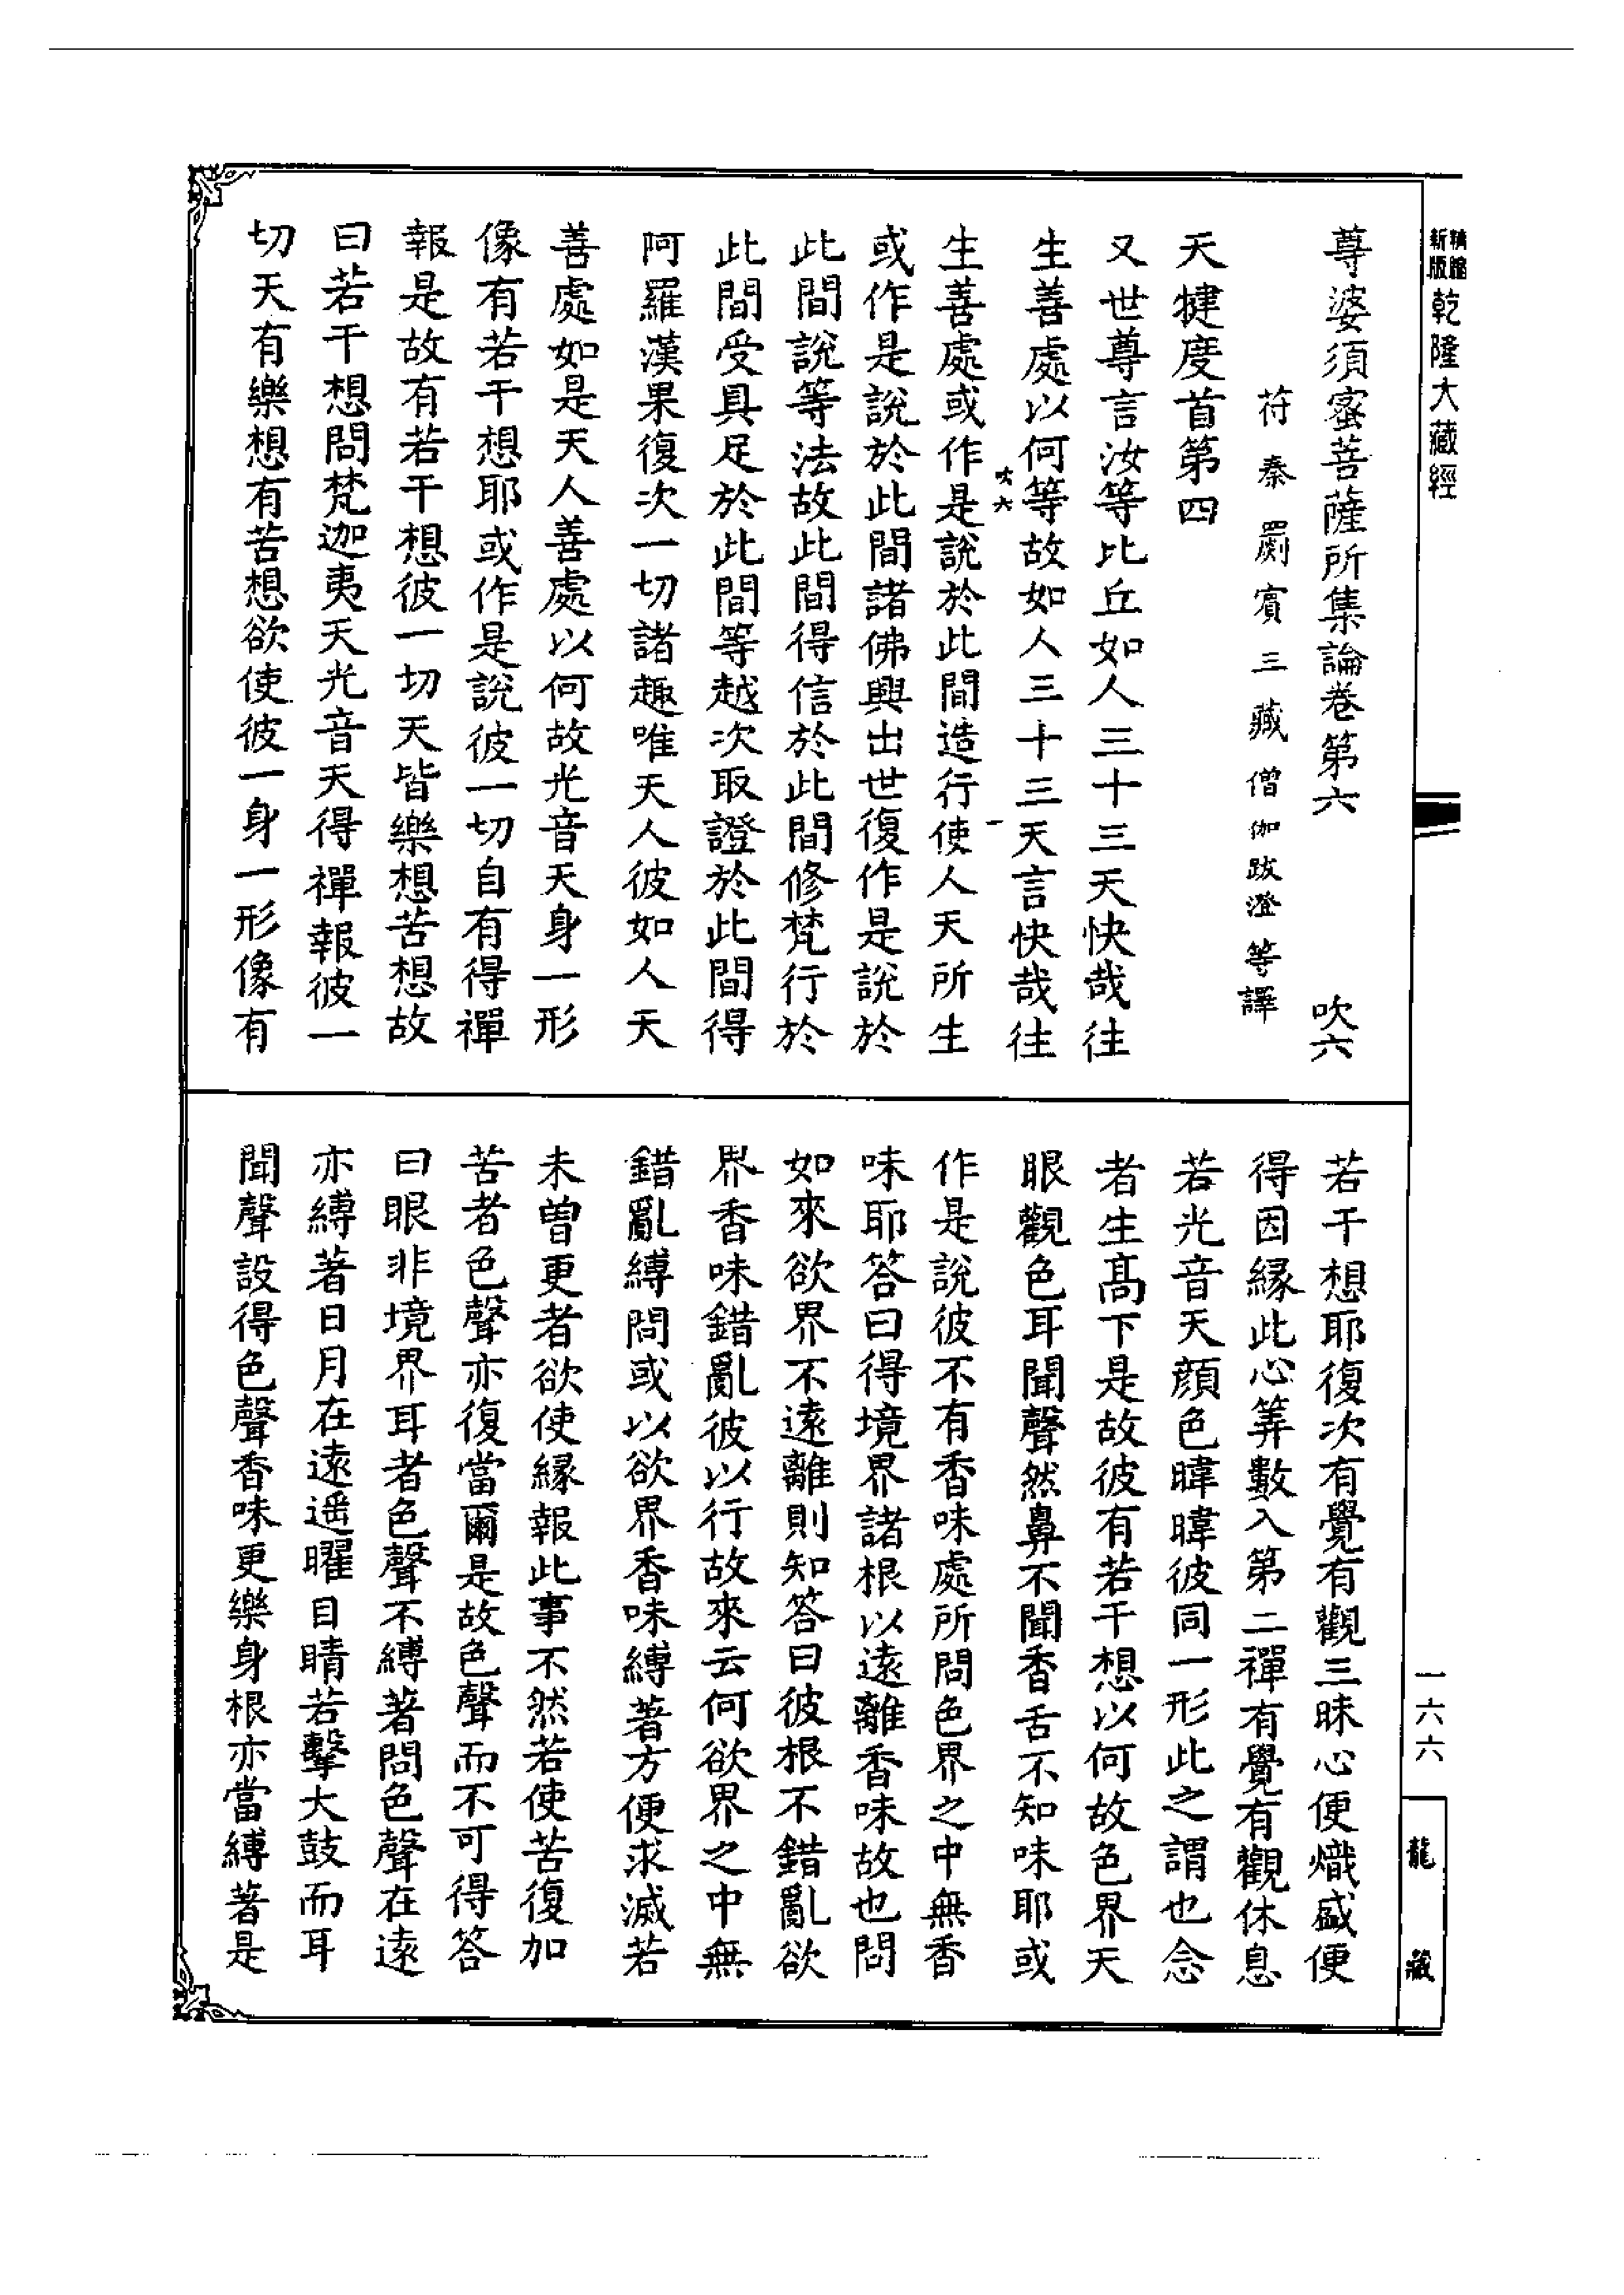 精縮新版乾隆大藏經
尊婆須蜜菩薩所集論卷第六 吹六
苻秦罽賓三藏僧伽跋澄等譯
天犍度首第四
又世尊言汝等比丘如人三十三天快哉往
生善處以何等故如人三十三天言快哉往
吹六 一
生善處或作是說於此間造行使人天所生
或作是說於此間諸佛興出世復作是說於
此間說等法故此間得信於此間修梵行於
此間受具足於此間等越次取證於此間得
阿羅漢果復次一切諸趣唯天人彼如人天
善處如是天人善處以何故光音天身一形
像有若干想耶或作是說彼一切自有得禪
報是故有若干想彼一切天皆樂想苦想故
曰若干想問梵迦夷天光音天得禪報彼一
切天有樂想有苦想欲使彼一身一形像有
若干想耶復次有覺有觀三昧心便熾盛便
得因緣此心筭數入第二禪有覺有觀休息
若光音天顏色暐暐彼同一形此之謂也念
者生髙下是故彼有若干想以何故色界天
眼觀色耳聞聲然鼻不聞香舌不知味耶或
作是說彼不有香味處所問色界之中無香
味耶答曰得境界諸根以遠離香味故也問
如來欲界不遠離則知答曰彼根不錯亂欲
界香味錯亂彼以行故來云何欲界之中無
錯亂縛問或以欲界香味縛著方便求滅若
未曾更者欲使緣報此事不然若使苦復加
苦者色聲亦復當爾是故色聲而不可得答
曰眼非境界耳者色聲不縛著問色聲在遠
亦縛著日月在遠遥曜目睛若擊大鼓而耳
聞聲設得色聲香味更樂身根亦當縛著是
一六六
龍藏